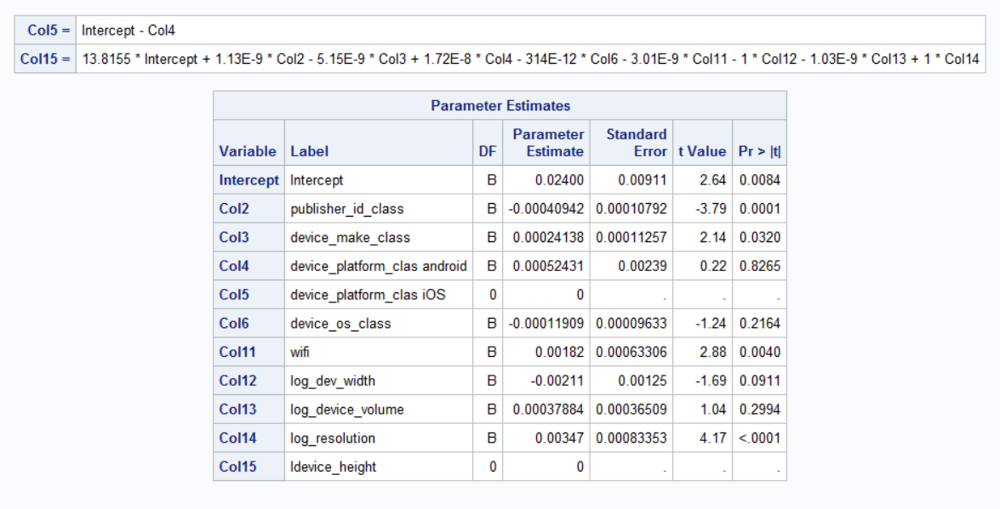 Col5 = Intercept - Col4
Col15 = 13.8155 * Intercept + 1.13E-9 * Col2 - 5.15E-9 * Col3 + 1.72E-8 * Col4 - 314E-12 * Col6 - 3.01E-9 * Col11 - 1 * Col12 - 1.03E-9 * Col13 + 1 * Col14
Parameter Estimates
Variable Label DF Parameter Estimate Standard Error t Value Pr > |t|
Intercept Intercept B 0.02400 0.00911 2.64 0.0084
Col2 publisher_id_class B -0.00040942 0.00010792 -3.79 0.0001
Col3 device_make_class B 0.00024138 0.00011257 2.14 0.0320
Col4 device_platform_clas android B 0.00052431 0.00239 0.22 0.8265
Col5 device_platform_clas iOS 0 0 . . .
Col6 device_os_class B -0.00011909 0.00009633 -1.24 0.2164
Col11 wifi B 0.00182 0.00063306 2.88 0.0040
Col12 log_dev_width B -0.00211 0.00125 -1.69 0.0911
Col13 log_device_volume B 0.00037884 0.00036509 1.04 0.2994
Col14 log_resolution B 0.00347 0.00083353 4.17 <.0001
Col15 ldevice_height 0 0 . . .